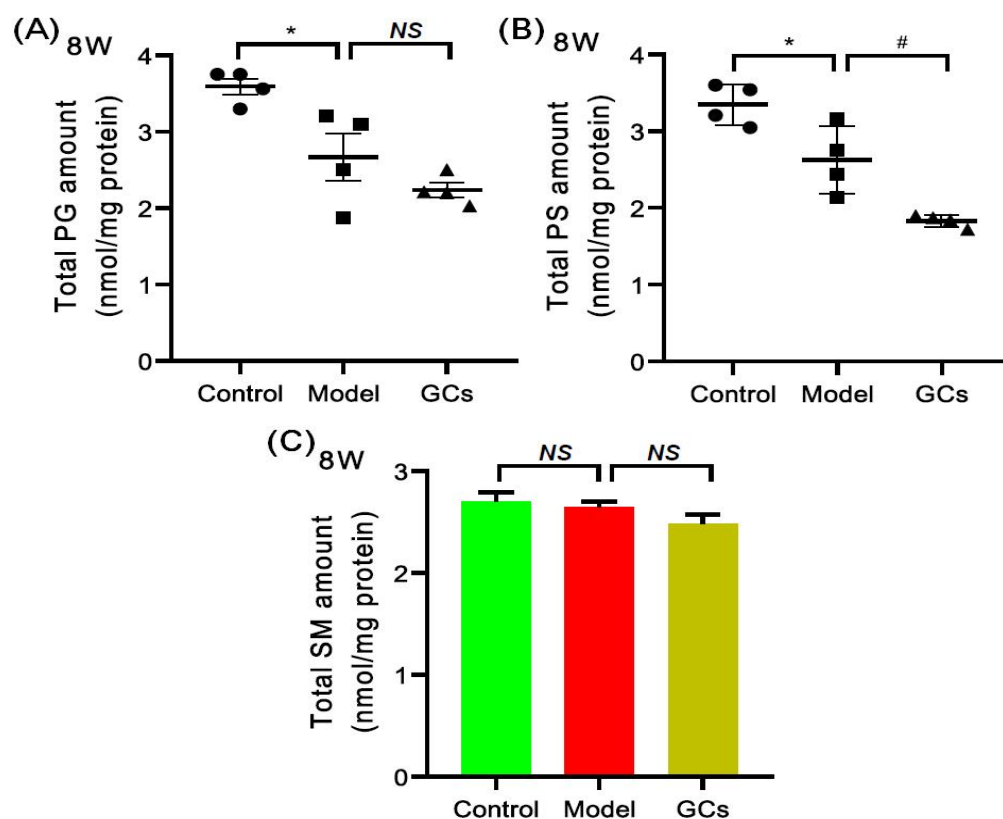 (A) 8W
* NS
4
3
2
1
0
Total PG amount
(nmol/mg protein)
Control Model GCs
(B) 8W
* #
4
3
2
1
0
Total PS amount
(nmol/mg protein)
Control Model GCs
(C) 8W
NS NS
3
2
1
0
Total SM amount
(nmol/mg protein)
Control Model GCs